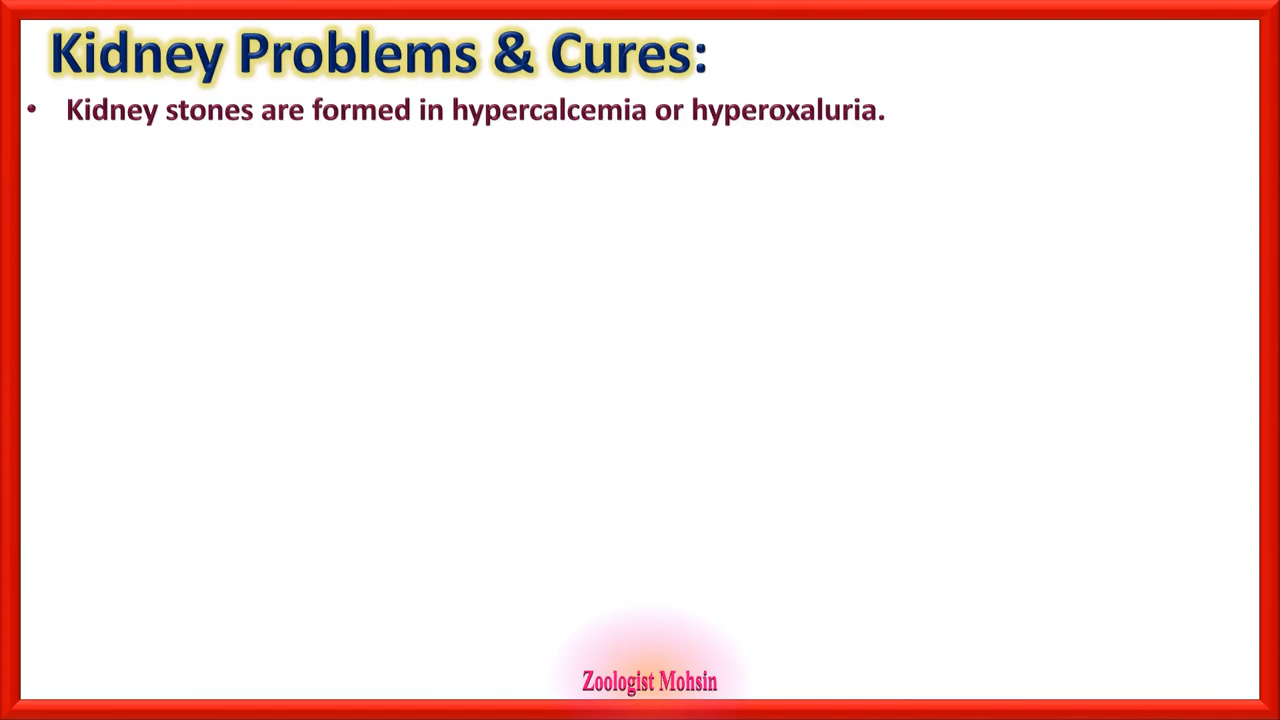 Kidney Problems & Cures:
• Kidney stones are formed in hypercalcemia or hyperoxaluria.
Zoologist Mohsin